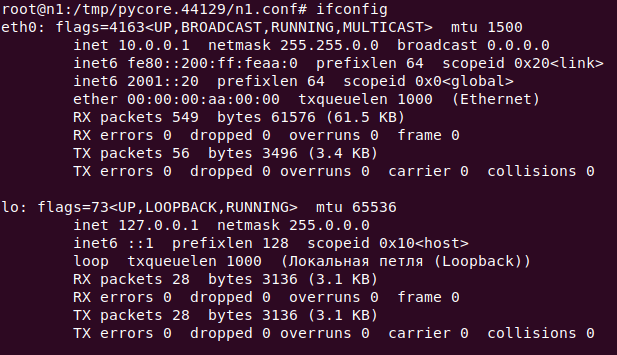 root@n1:/tmp/pycore.44129/n1.conf# ifconfig
eth0: flags=4163<UP,BROADCAST,RUNNING,MULTICAST>  mtu 1500
        inet 10.0.0.1  netmask 255.255.0.0  broadcast 0.0.0.0
        inet6 fe80::200:ff:feaa:0  prefixlen 64  scopeid 0x20<link>
        inet6 2001::20  prefixlen 64  scopeid 0x0<global>
        ether 00:00:00:aa:00:00  txqueuelen 1000  (Ethernet)
        RX packets 549  bytes 61576 (61.5 KB)
        RX errors 0  dropped 0  overruns 0  frame 0
        TX packets 56  bytes 3496 (3.4 KB)
        TX errors 0  dropped 0 overruns 0  carrier 0  collisions 0

lo: flags=73<UP,LOOPBACK,RUNNING>  mtu 65536
        inet 127.0.0.1  netmask 255.0.0.0
        inet6 ::1  prefixlen 128  scopeid 0x10<host>
        loop  txqueuelen 1000  (Локальная петля (Loopback))
        RX packets 28  bytes 3136 (3.1 KB)
        RX errors 0  dropped 0  overruns 0  frame 0
        TX packets 28  bytes 3136 (3.1 KB)
        TX errors 0  dropped 0 overruns 0  carrier 0  collisions 0